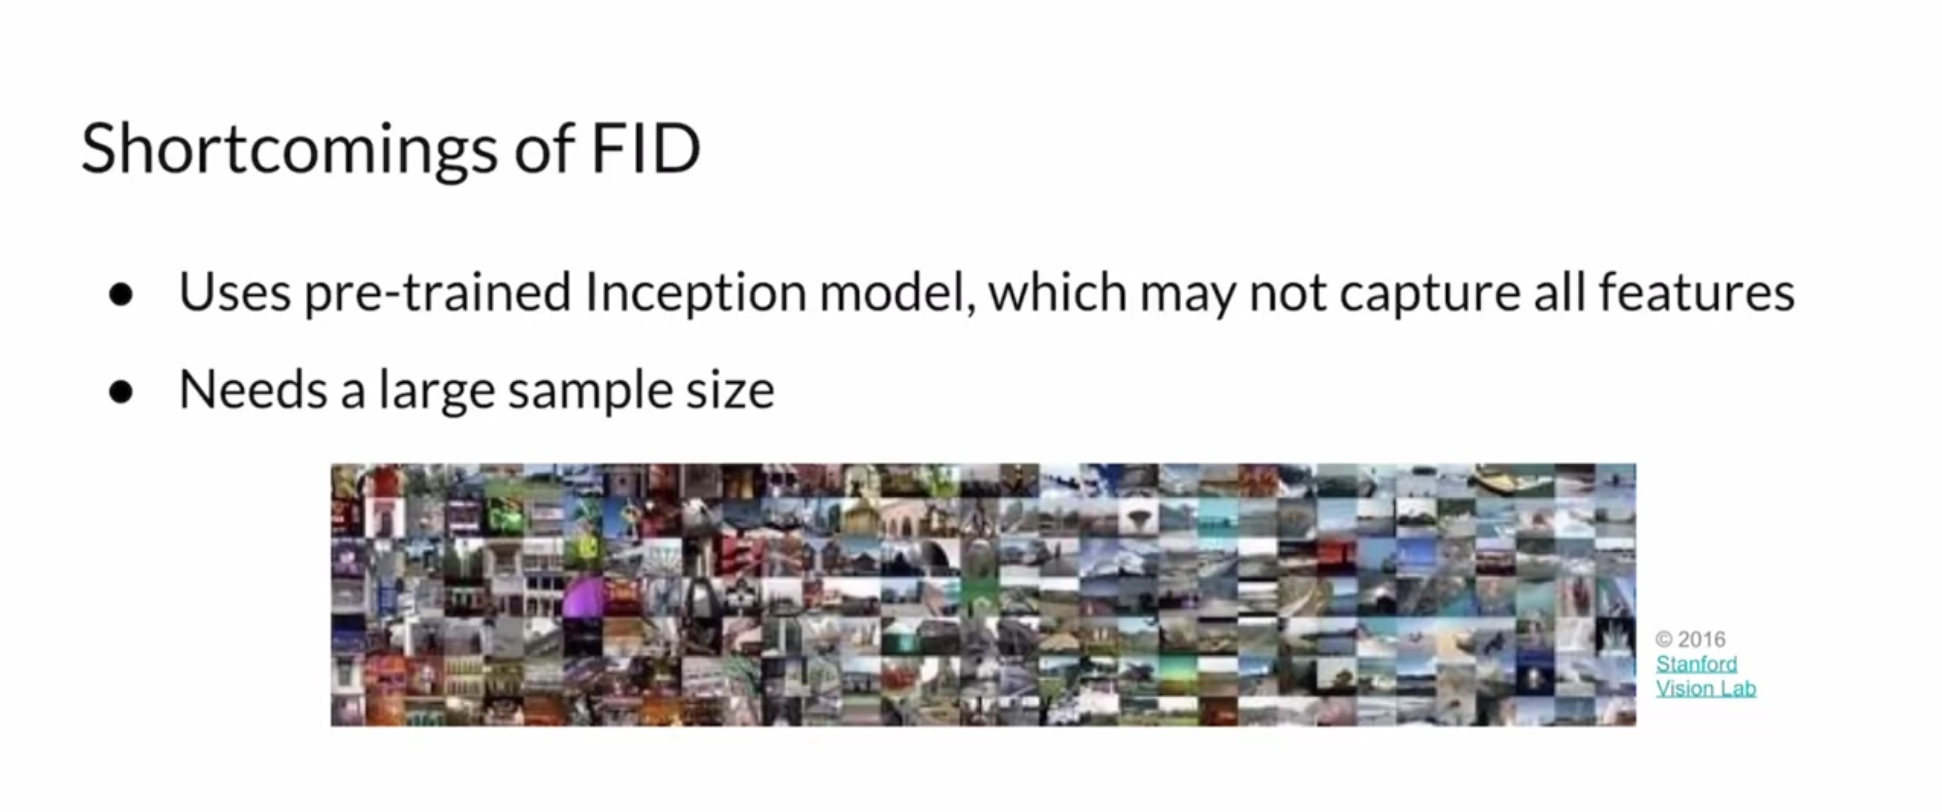 Shortcomings of FID
● Uses pre-trained Inception model, which may not capture all features
● Needs a large sample size
© 2016
Stanford
Vision Lab